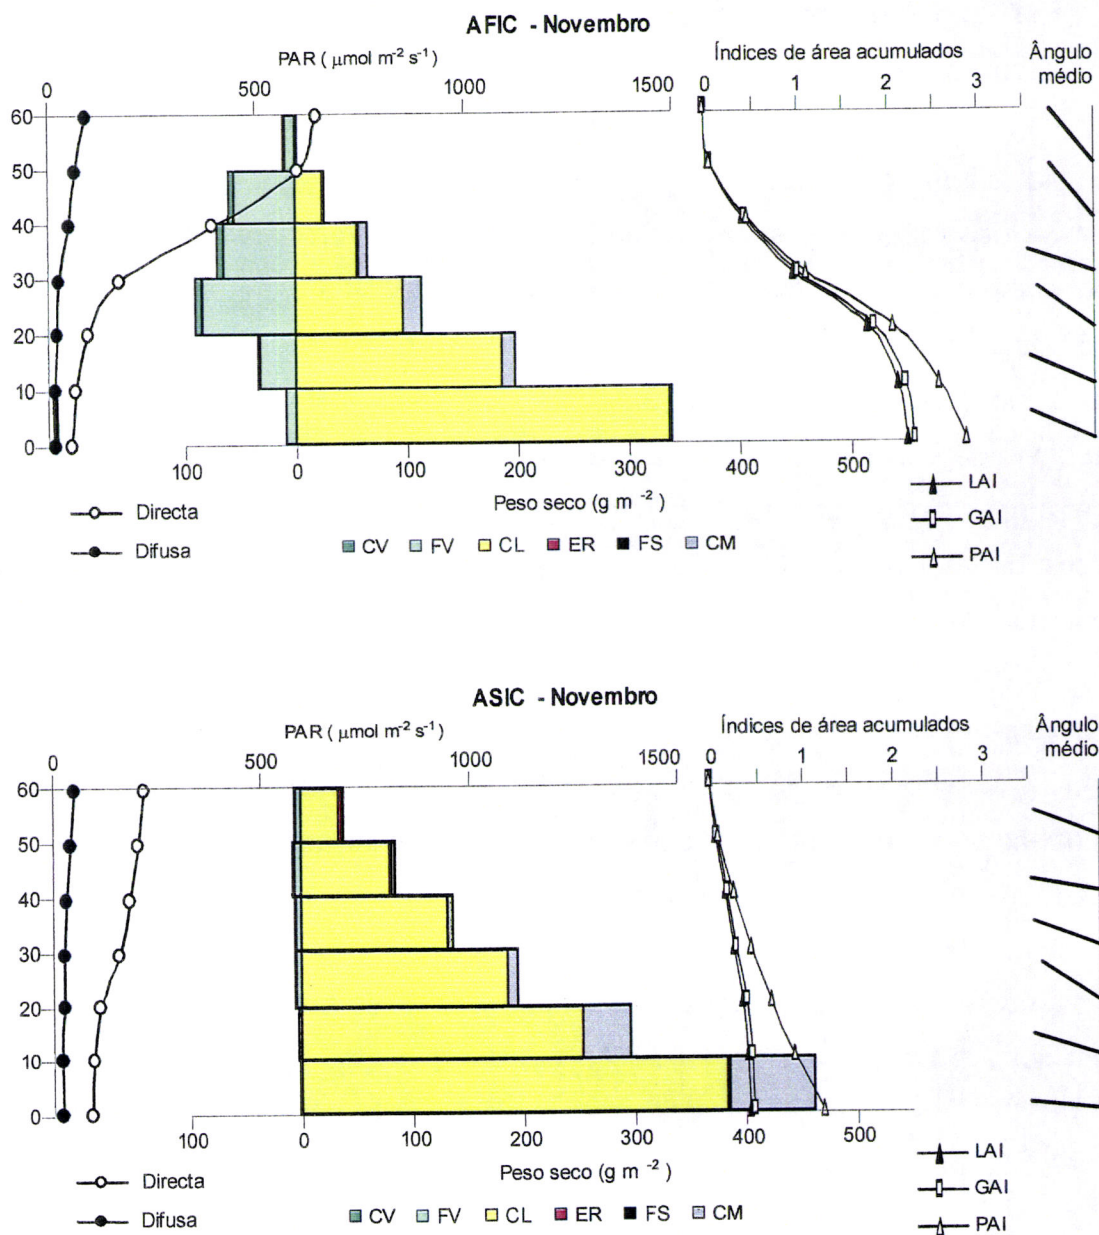 AFIC - Novembro
PAR ( μmol m⁻² s⁻¹)
Índices de área acumulados
Ângulo médio
0 500 1000 1500
0 1 2 3
60
50
40
30
20
10
0
100 0 100 200 300 400 500
Peso seco (g m ⁻²)
Directa
Difusa
CV FV CL ER FS CM
LAI
GAI
PAI
ASIC - Novembro
PAR ( μmol m⁻² s⁻¹)
Índices de área acumulados
Ângulo médio
0 500 1000 1500
0 1 2 3
60
50
40
30
20
10
0
100 0 100 200 300 400 500
Peso seco (g m ⁻²)
Directa
Difusa
CV FV CL ER FS CM
LAI
GAI
PAI